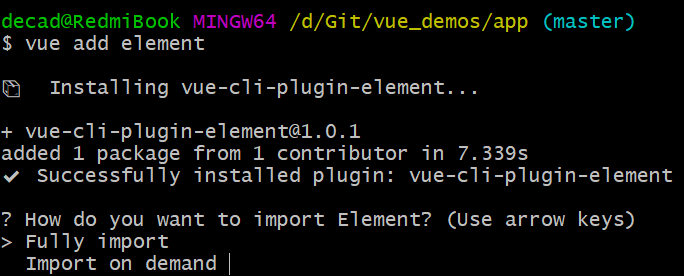 decad@RedmiBook MINGW64 /d/Git/vue_demos/app (master)
$ vue add element
Installing vue-cli-plugin-element...
+ vue-cli-plugin-element@1.0.1
added 1 package from 1 contributor in 7.339s
✔ Successfully installed plugin: vue-cli-plugin-element
? How do you want to import Element? (Use arrow keys)
> Fully import
Import on demand